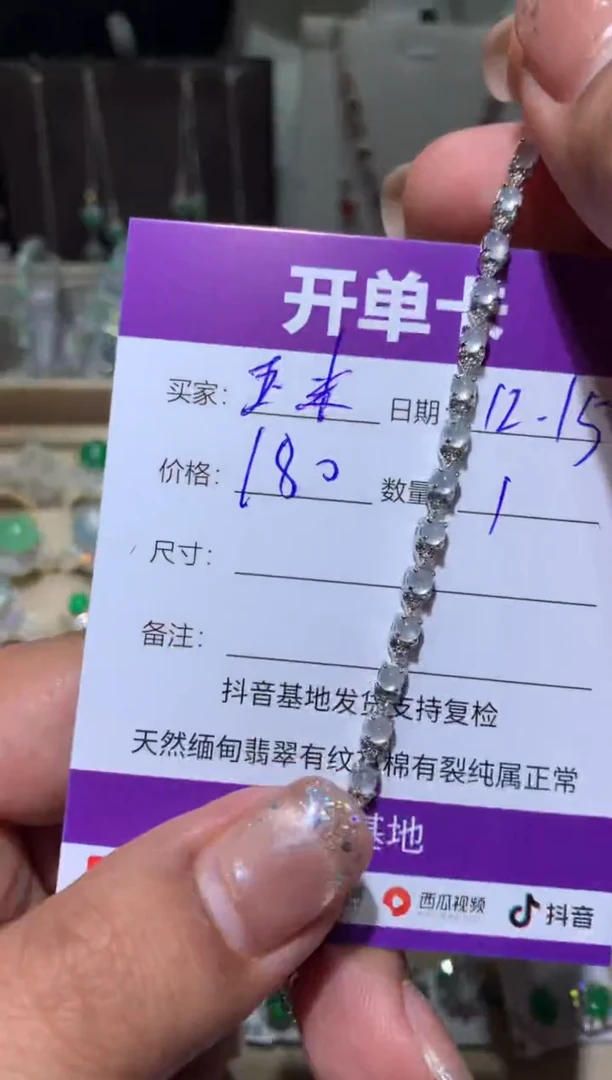 开单卡
买家: 玉米 日期 12-15
价格: 180 数量 1
尺寸:
备注:
抖音基地发货支持复检
天然缅甸翡翠有纹有棉有裂纯属正常
基地
西瓜视频 抖音